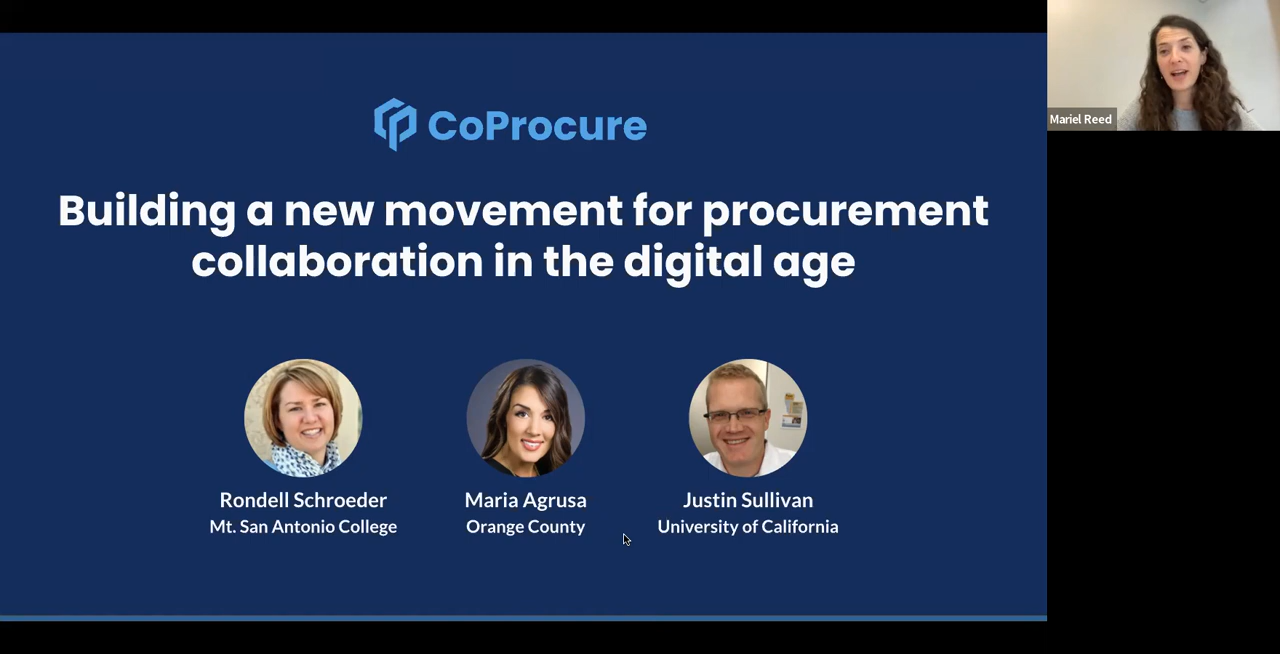 CoProcure
Building a new movement for procurement
collaboration in the digital age
Rondell Schroeder
Mt. San Antonio College
Maria Agrusa
Orange County
Justin Sullivan
University of California
Mariel Reed